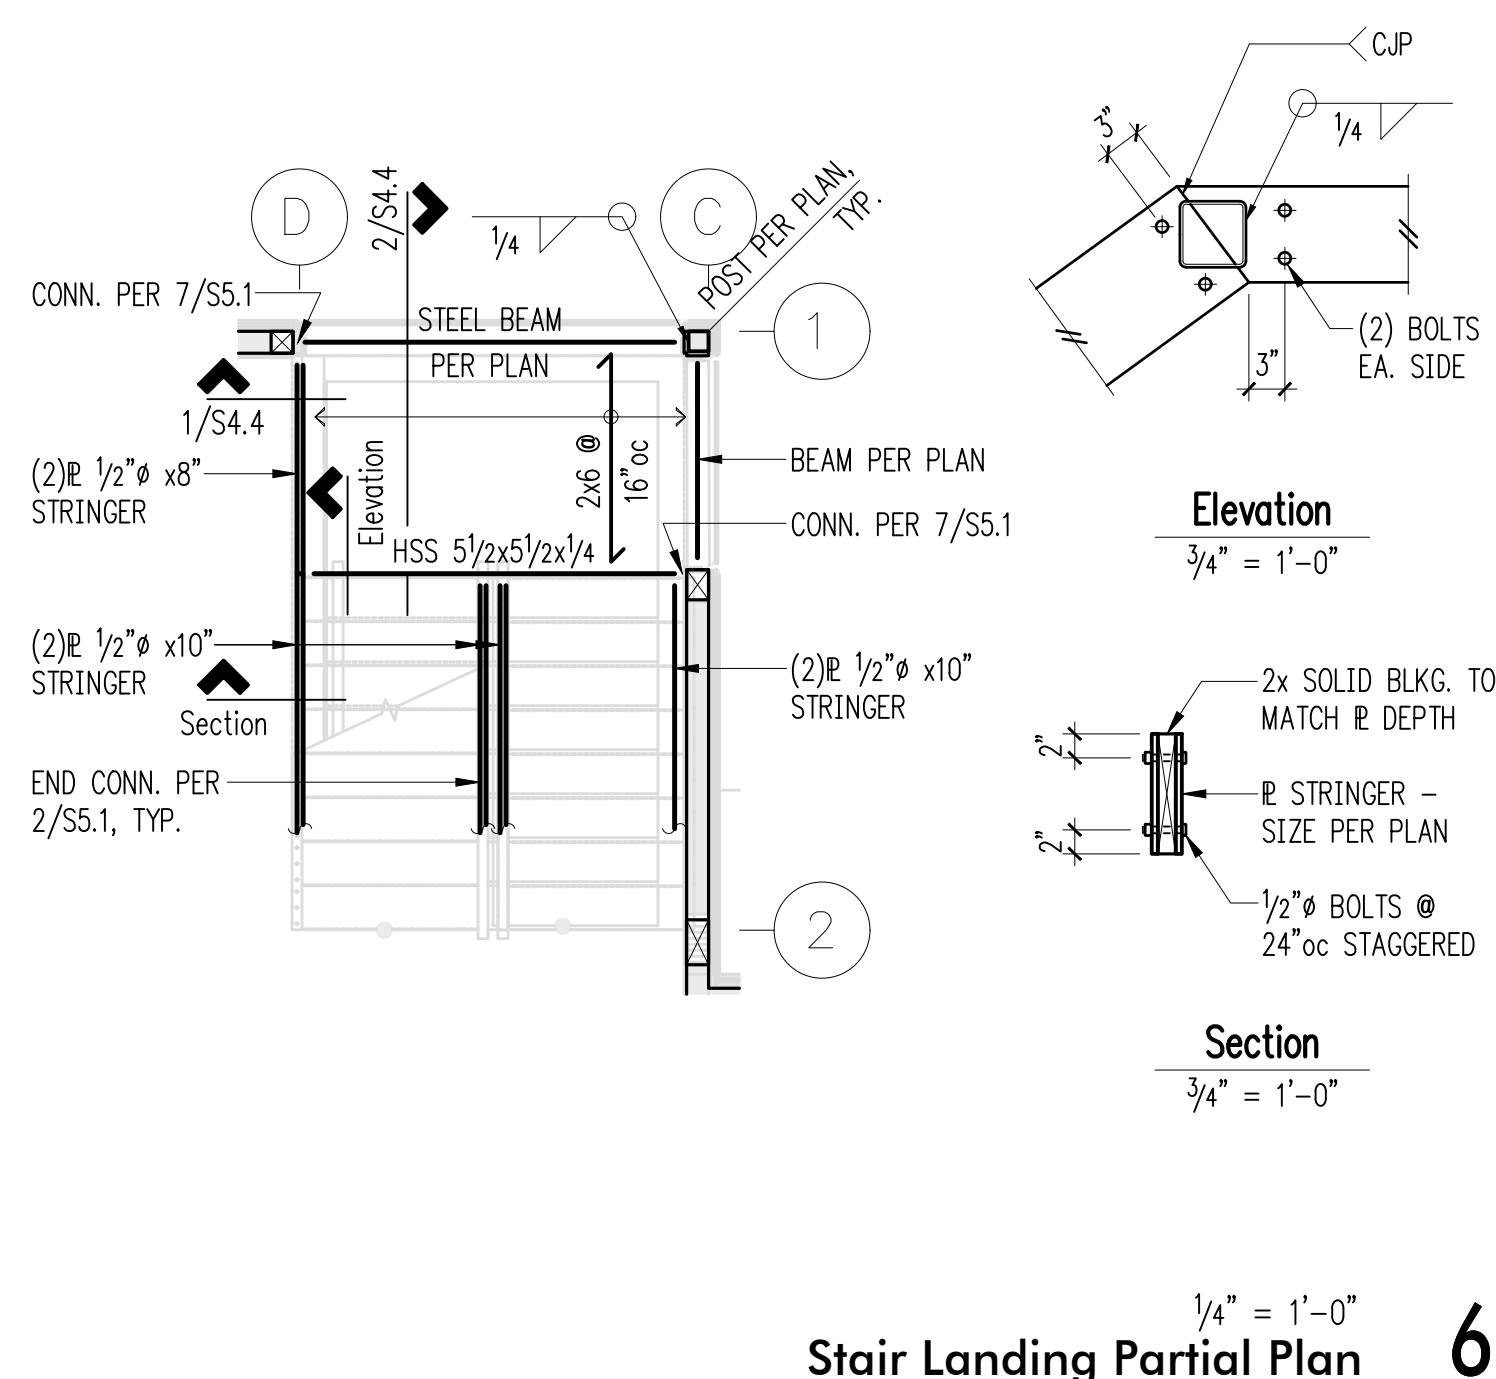 CJP
3"
1/4
D
2/S4.4
1/4
C
POST PER PLAN,
TYP.
CONN. PER 7/S5.1
STEEL BEAM
PER PLAN
1
(2) BOLTS
EA. SIDE
3"
1/S4.4
(2)℄ 1/2"ø x8"
STRINGER
Elevation
2x6 @
16"oc
BEAM PER PLAN
CONN. PER 7/S5.1
HSS 5 1/2x5 1/2x1/4
Elevation
3/4" = 1'-0"
(2)℄ 1/2"ø x10"
STRINGER
Section
(2)℄ 1/2"ø x10"
STRINGER
END CONN. PER
2/S5.1, TYP.
2
2x SOLID BLKG. TO
MATCH ℄ DEPTH
2"
℄ STRINGER –
SIZE PER PLAN
2"
1/2"ø BOLTS @
24"oc STAGGERED
Section
3/4" = 1'-0"
1/4" = 1'-0"
Stair Landing Partial Plan
6